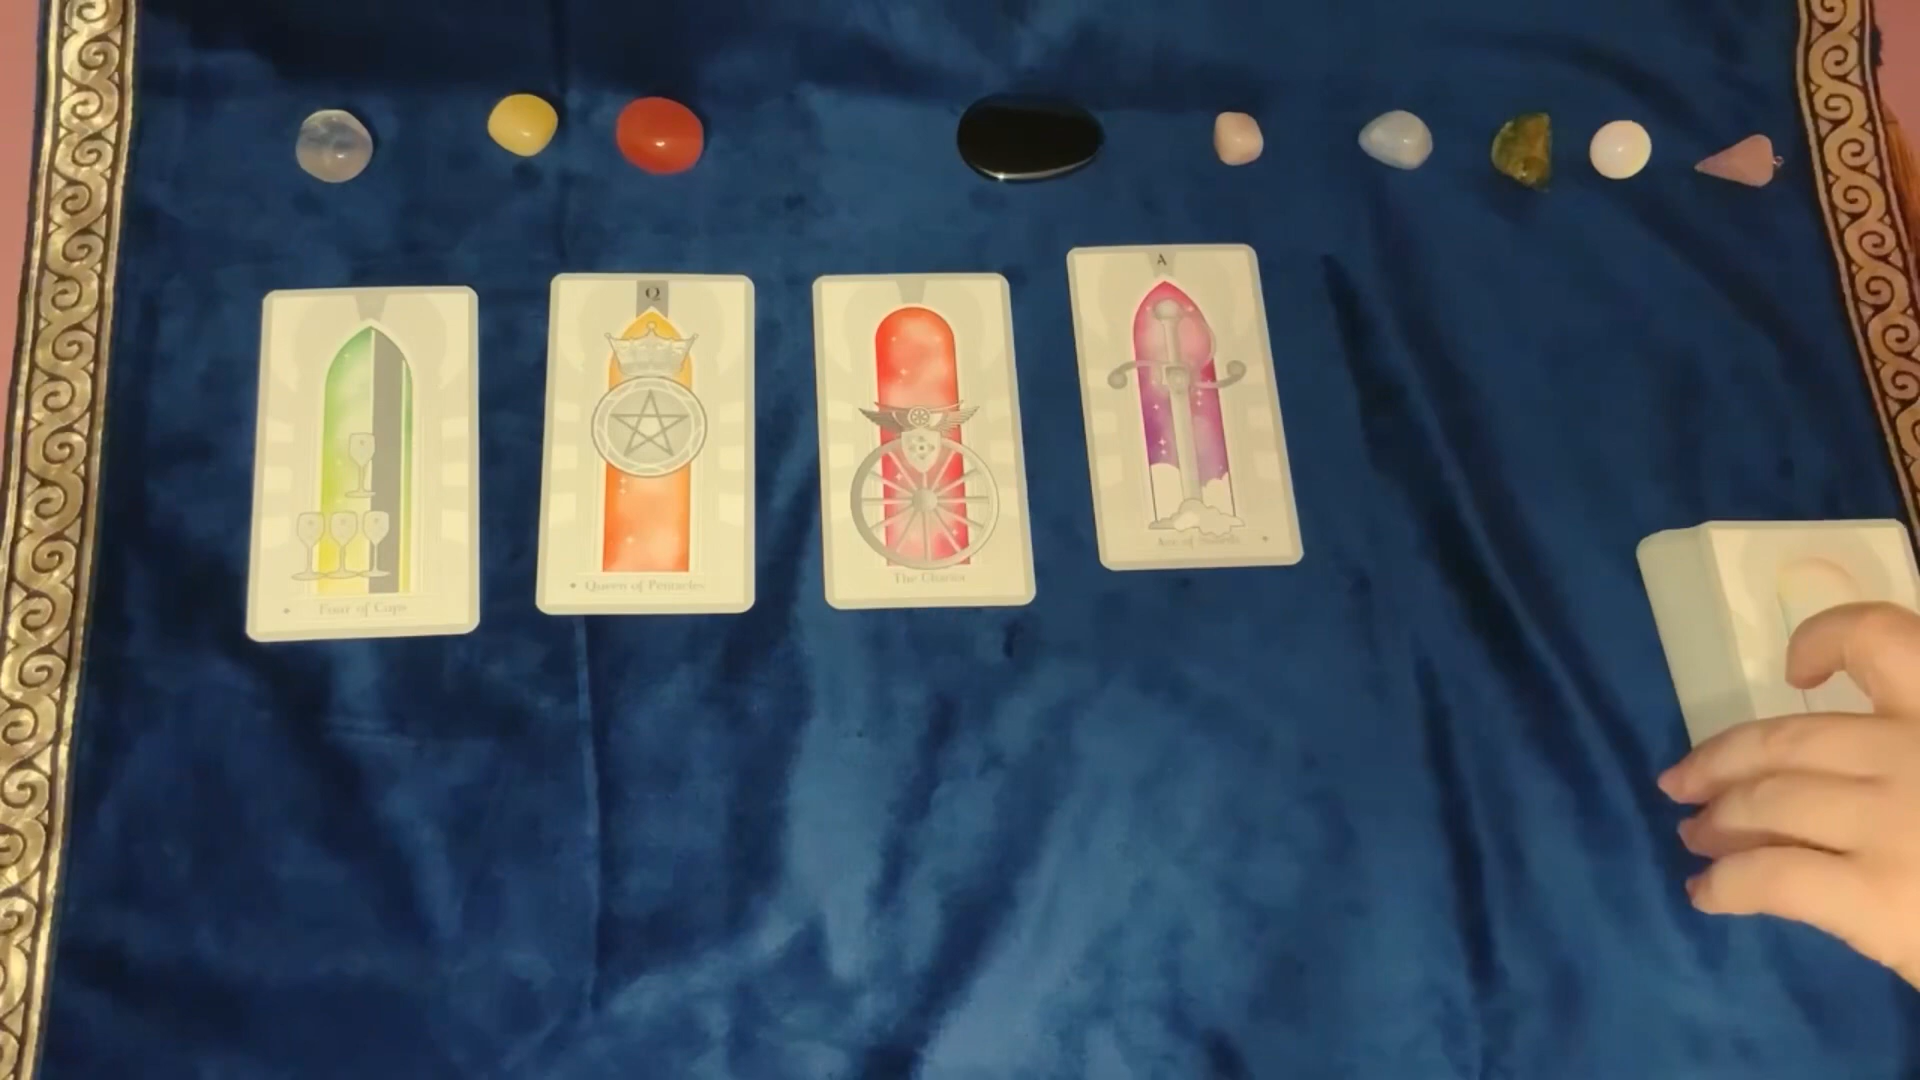 Four of Cups
Q
Queen of Pentacles
The Chariot
A
Ace of Swords